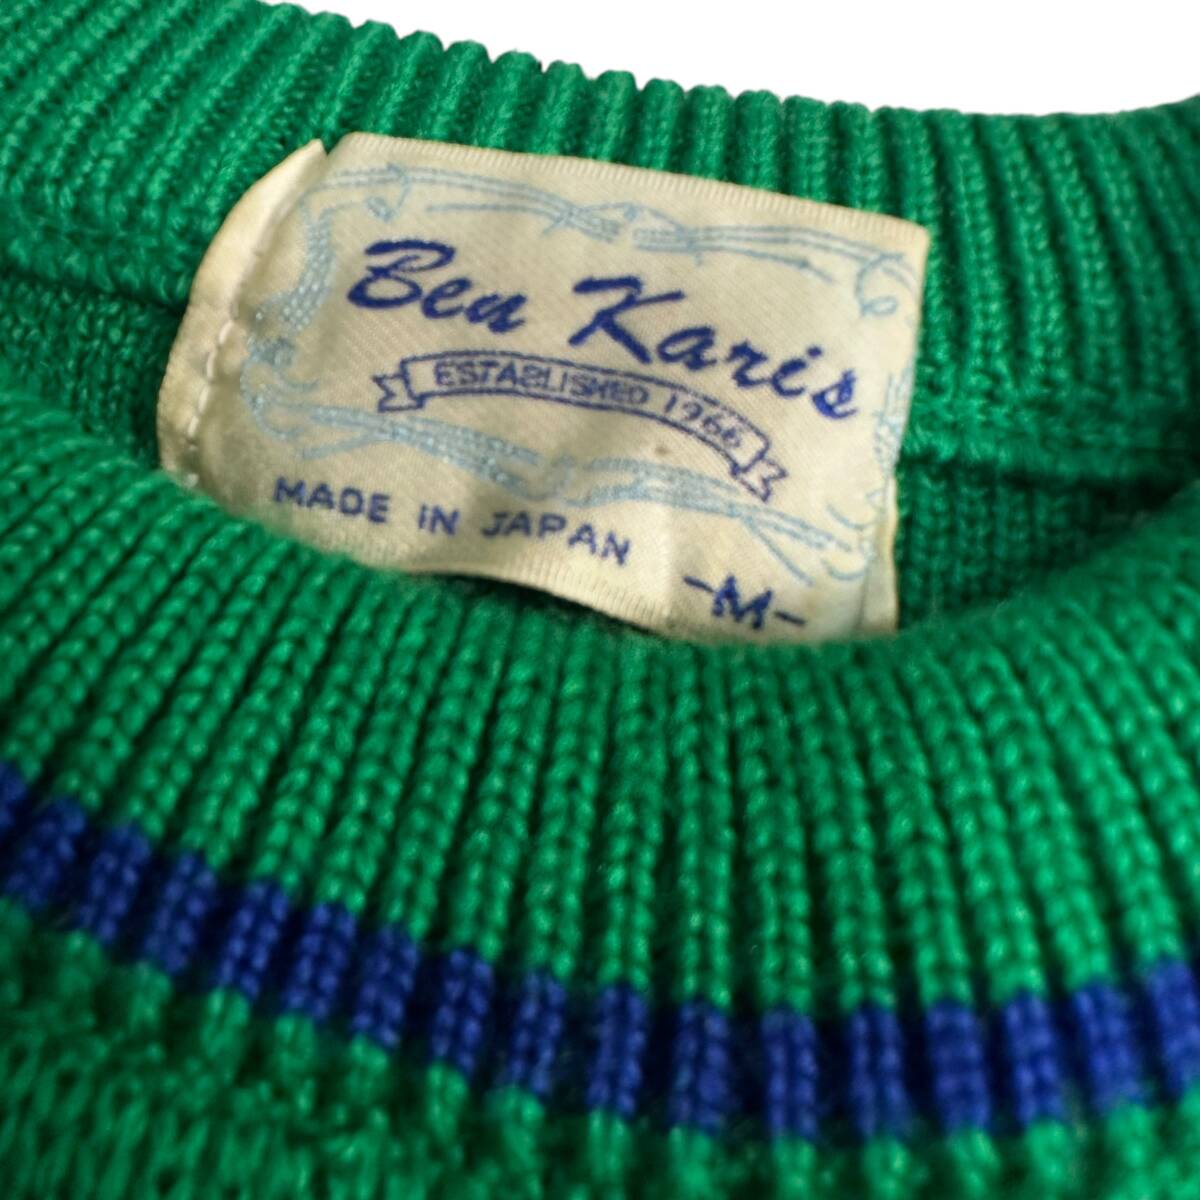 Ben Karis
ESTABLISHED 1966
MADE IN JAPAN
-M-